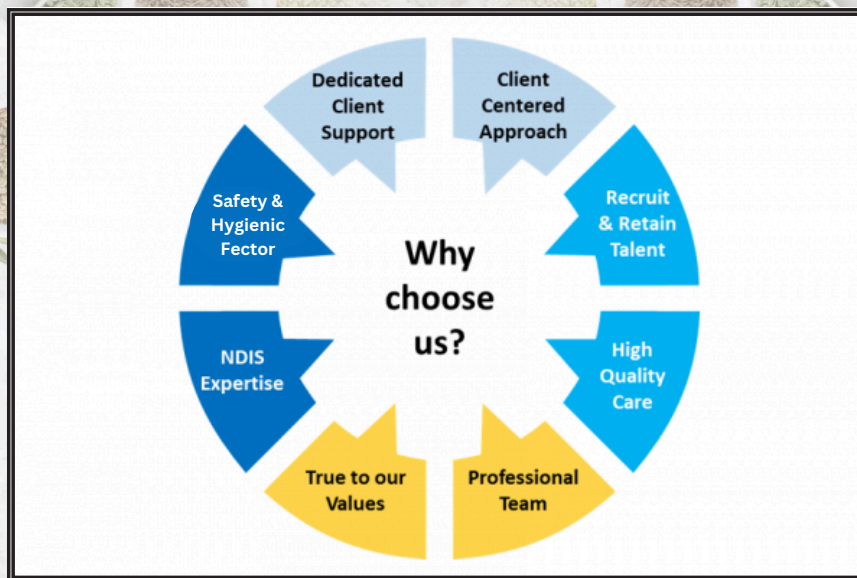 Dedicated
Client
Support
Client
Centered
Approach
Safety &
Hygienic
Fector
Recruit
& Retain
Talent
Why
choose
us?
NDIS
Expertise
High
Quality
Care
True to our
Values
Professional
Team